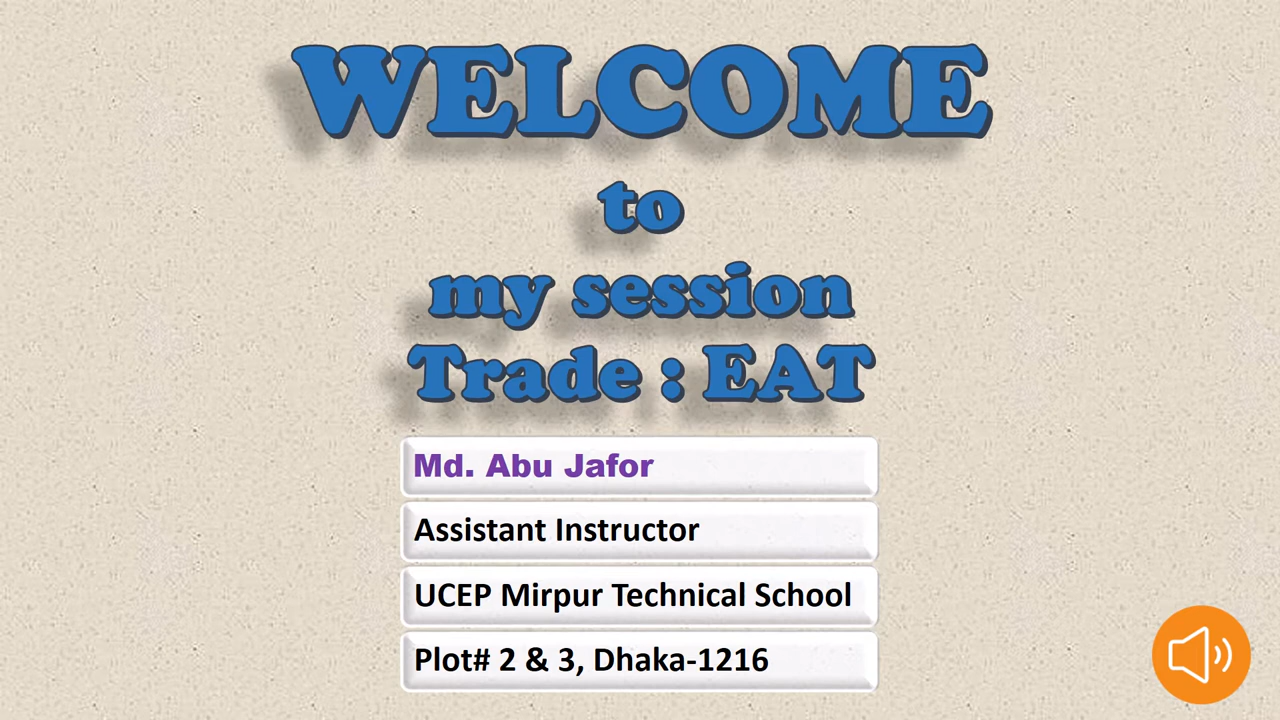 WELCOME
to
my session
Trade : EAT
Md. Abu Jafor
Assistant Instructor
UCEP Mirpur Technical School
Plot# 2 & 3, Dhaka-1216